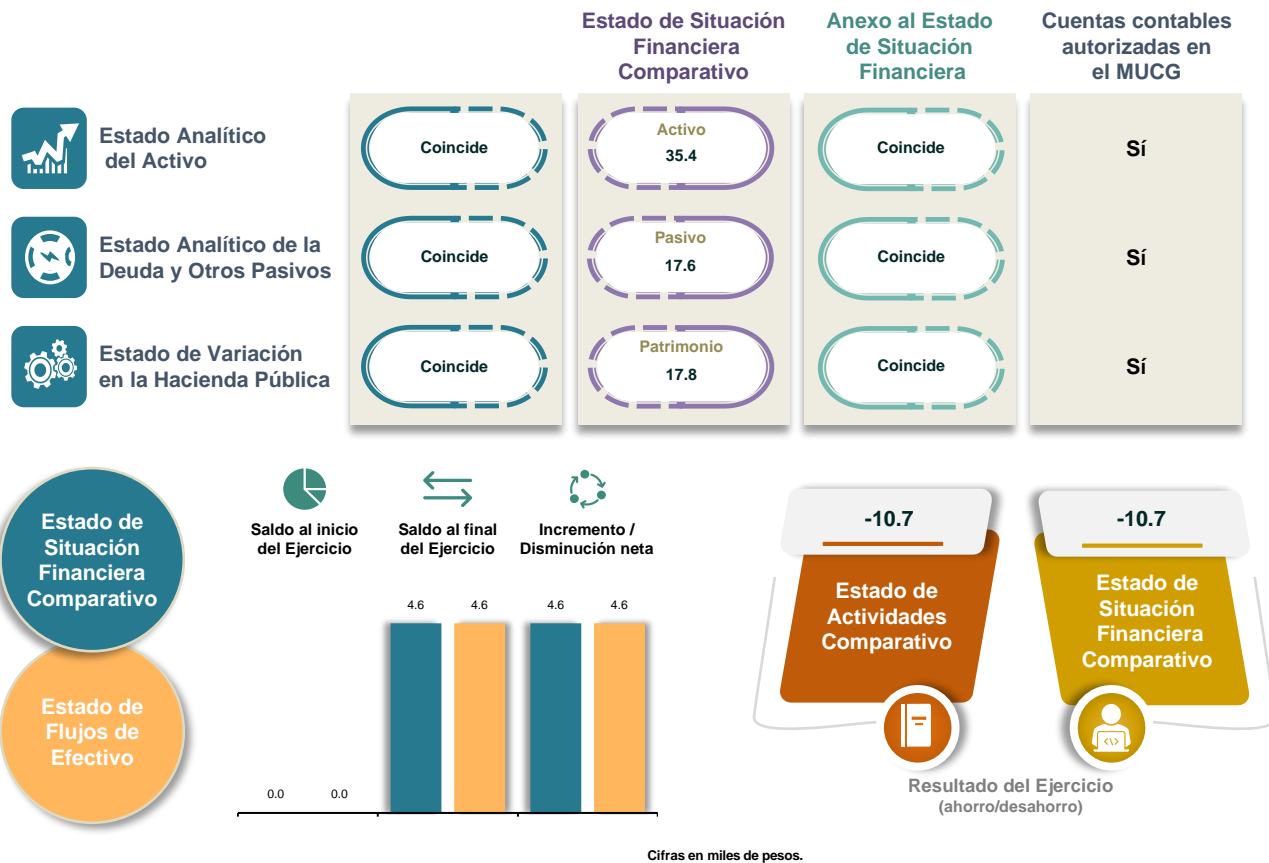 Estado de Situación
Financiera
Comparativo
Anexo al Estado
de Situación
Financiera
Cuentas contables
autorizadas en
el MUCG
Estado Analítico
del Activo
Coincide
Activo
35.4
Coincide
Sí
Estado Analítico de la
Deuda y Otros Pasivos
Coincide
Pasivo
17.6
Coincide
Sí
Estado de Variación
en la Hacienda Pública
Coincide
Patrimonio
17.8
Coincide
Sí
Estado de
Situación
Financiera
Comparativo
Estado de
Flujos de
Efectivo
Saldo al inicio
del Ejercicio
Saldo al final
del Ejercicio
Incremento /
Disminución neta
0.0
0.0
4.6
4.6
4.6
4.6
-10.7
Estado de
Actividades
Comparativo
-10.7
Estado de
Situación
Financiera
Comparativo
Resultado del Ejercicio
(ahorro/desahorro)
Cifras en miles de pesos.